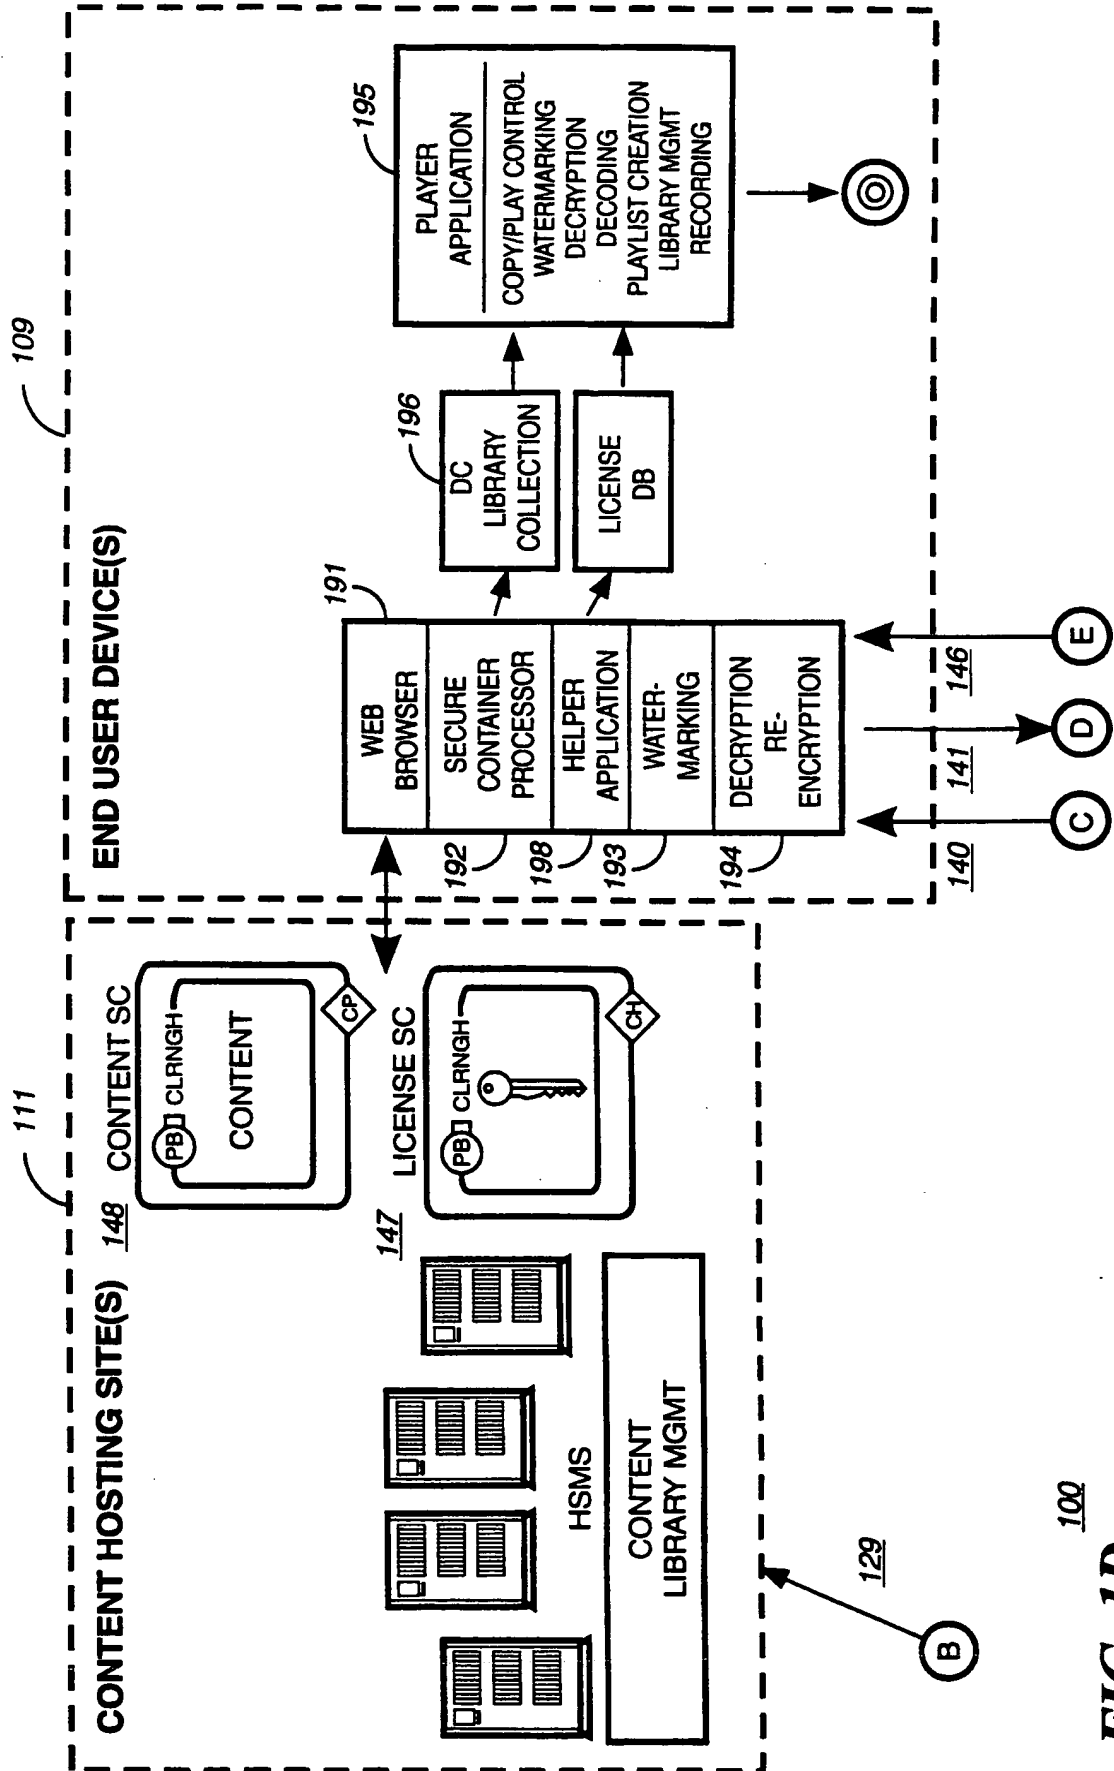 111
CONTENT HOSTING SITE(S)
148
CONTENT SC
PB
CLRNGH
CONTENT
CP
147
LICENSE SC
PB
CLRNGH
CH
HSMS
CONTENT
LIBRARY MGMT
129
B
109
END USER DEVICE(S)
191
WEB
BROWSER
192
SECURE
CONTAINER
PROCESSOR
198
HELPER
APPLICATION
193
WATER-
MARKING
194
DECRYPTION
RE-
ENCRYPTION
196
DC
LIBRARY
COLLECTION
LICENSE
DB
195
PLAYER
APPLICATION
COPY/PLAY CONTROL
WATERMARKING
DECRYPTION
DECODING
PLAYLIST CREATION
LIBRARY MGMT
RECORDING
140
141
146
C
D
E
100
FIG. 1D